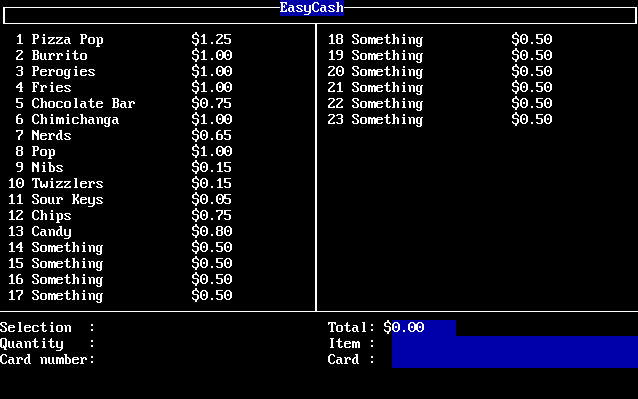 EasyCash
1 Pizza Pop $1.25
2 Burrito $1.00
3 Perogies $1.00
4 Fries $1.00
5 Chocolate Bar $0.75
6 Chimichanga $1.00
7 Nerds $0.65
8 Pop $1.00
9 Nibs $0.15
10 Twizzlers $0.15
11 Sour Keys $0.05
12 Chips $0.75
13 Candy $0.80
14 Something $0.50
15 Something $0.50
16 Something $0.50
17 Something $0.50
18 Something $0.50
19 Something $0.50
20 Something $0.50
21 Something $0.50
22 Something $0.50
23 Something $0.50
Selection :
Quantity :
Card number:
Total: $0.00
Item :
Card :